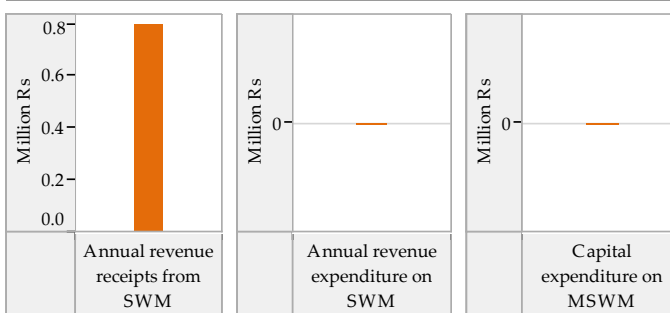 Million Rs
0.8
0.6
0.4
0.2
0.0
Annual revenue
receipts from
SWM
Million Rs
0
Annual revenue
expenditure on
SWM
Million Rs
0
Capital
expenditure on
MSWM